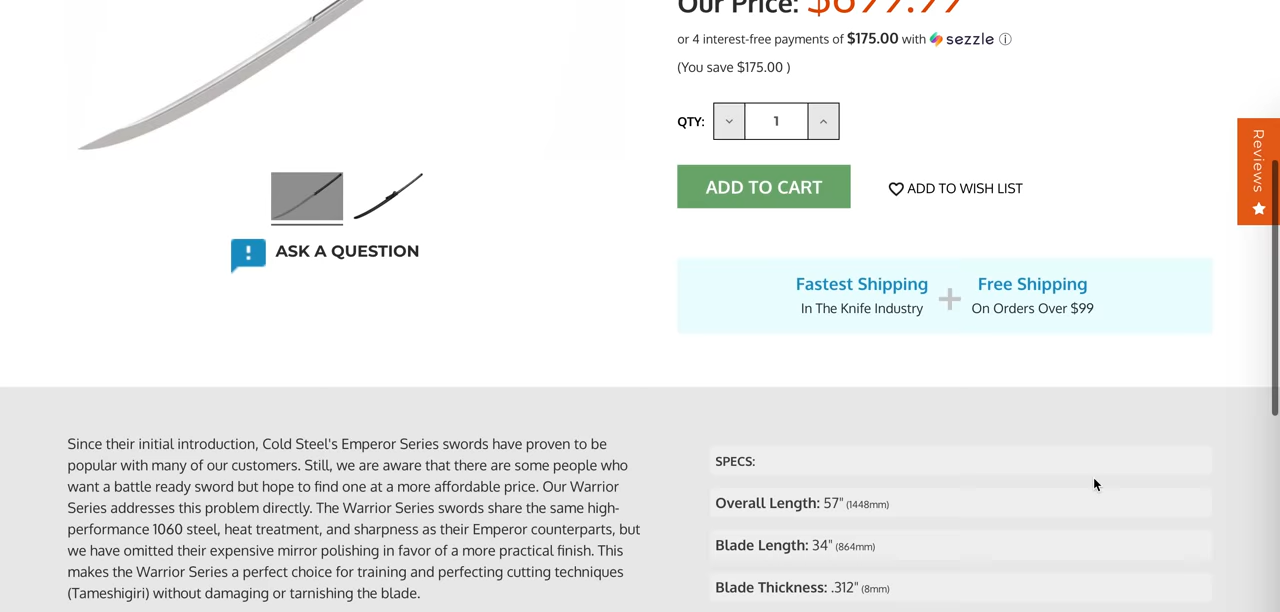 Our Price: $699.99
or 4 interest-free payments of $175.00 with sezzle
(You save $175.00 )
QTY: 1
ADD TO CART
ADD TO WISH LIST
Reviews
ASK A QUESTION
Fastest Shipping
In The Knife Industry
+
Free Shipping
On Orders Over $99
Since their initial introduction, Cold Steel's Emperor Series swords have proven to be
popular with many of our customers. Still, we are aware that there are some people who
want a battle ready sword but hope to find one at a more affordable price. Our Warrior
Series addresses this problem directly. The Warrior Series swords share the same high-
performance 1060 steel, heat treatment, and sharpness as their Emperor counterparts, but
we have omitted their expensive mirror polishing in favor of a more practical finish. This
makes the Warrior Series a perfect choice for training and perfecting cutting techniques
(Tameshigiri) without damaging or tarnishing the blade.
SPECS:
Overall Length: 57" (1448mm)
Blade Length: 34" (864mm)
Blade Thickness: .312" (8mm)